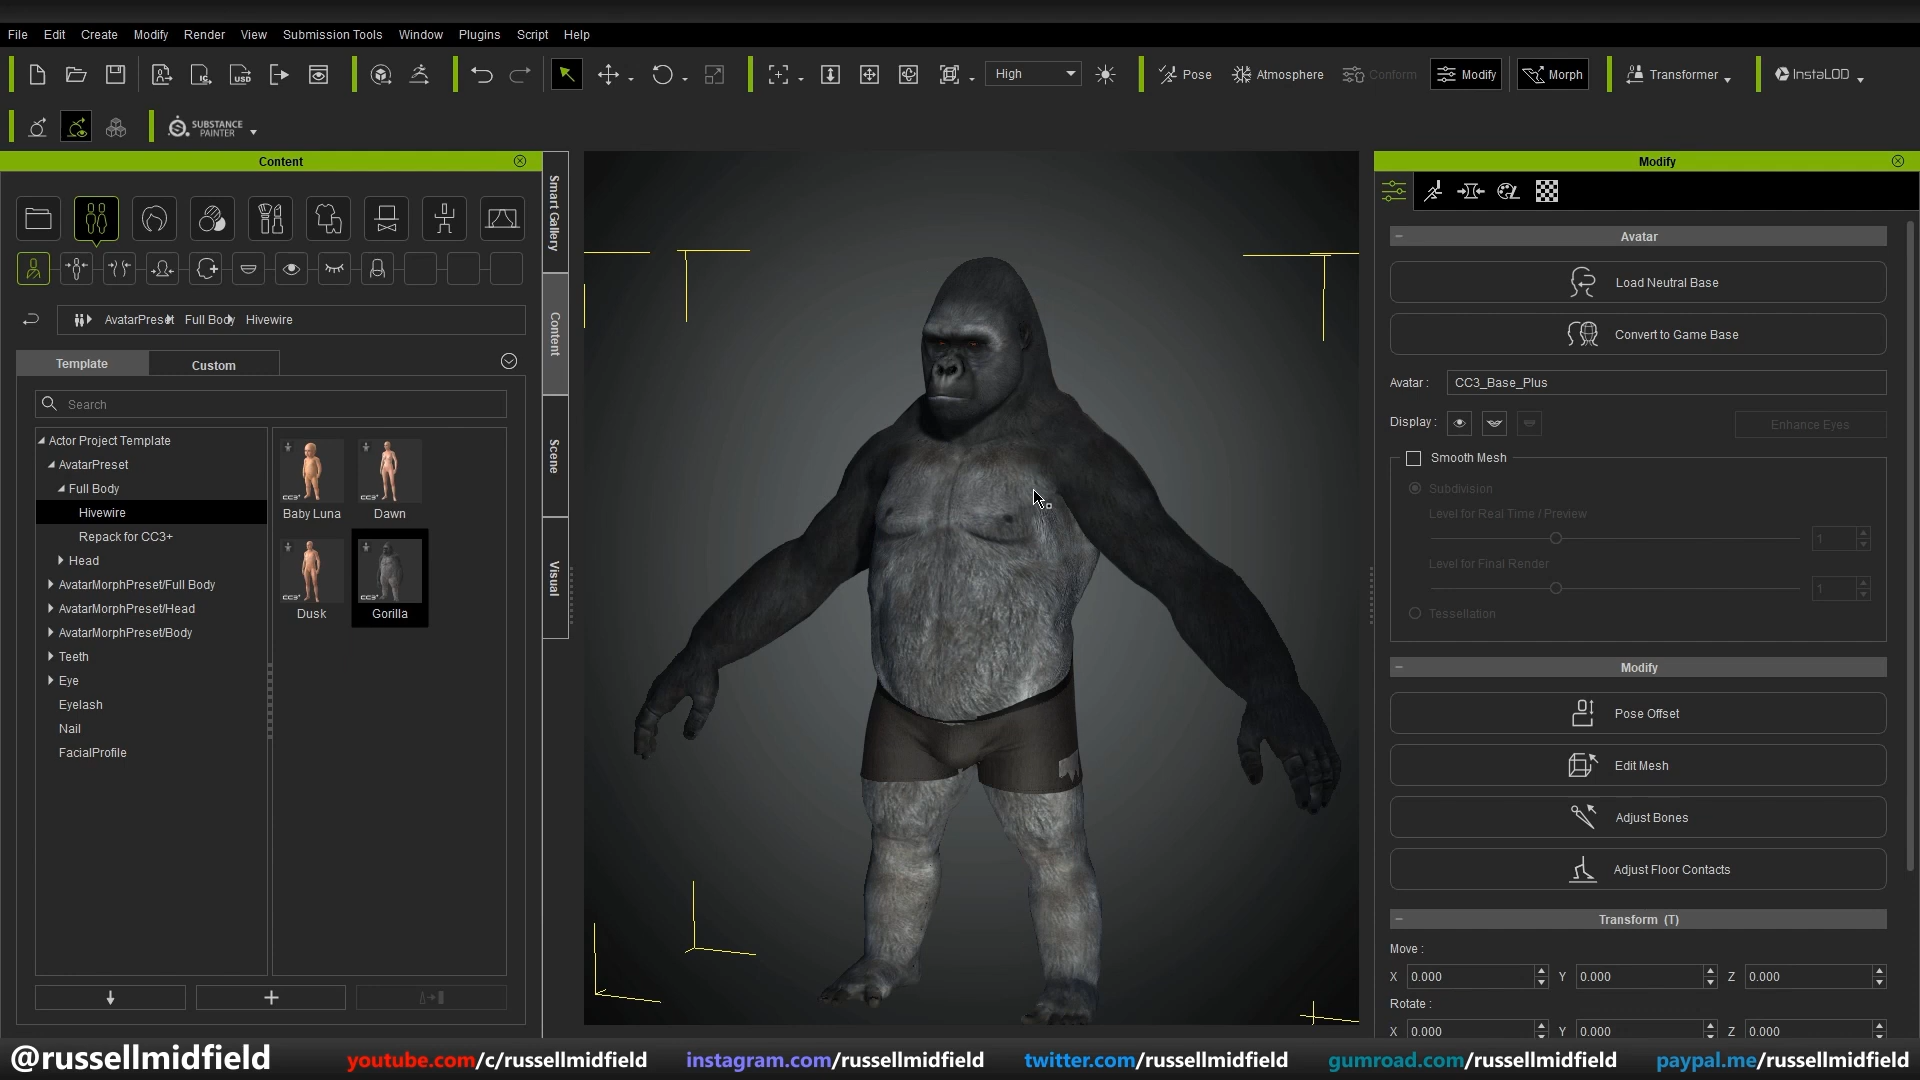 File Edit Create Modify Render View Submission Tools Window Plugins Script Help
High Pose Atmosphere Conform Modify Morph Transformer InstaLOD
SUBSTANCE
PAINTER
Content
AvatarPreset Full Body Hivewire
Template Custom
Search
Actor Project Template
AvatarPreset
Full Body
Hivewire
Repack for CC3+
Head
AvatarMorphPreset/Full Body
AvatarMorphPreset/Head
AvatarMorphPreset/Body
Teeth
Eye
Eyelash
Nail
FacialProfile
CC3+ CC3+
Baby Luna Dawn
CC3+ CC3+
Dusk Gorilla
Smart Gallery
Content
Scene
Visual
Modify
Avatar
Load Neutral Base
Convert to Game Base
Avatar : CC3_Base_Plus
Display : Enhance Eyes
Smooth Mesh
Subdivision
Level for Real Time / Preview
1
Level for Final Render
1
Tessellation
Modify
Pose Offset
Edit Mesh
Adjust Bones
Adjust Floor Contacts
Transform (T)
Move :
X 0.000 Y 0.000 Z 0.000
Rotate :
X 0.000 Y 0.000 Z 0.000
@russellmidfield youtube.com/c/russellmidfield instagram.com/russellmidfield twitter.com/russellmidfield gumroad.com/russellmidfield paypal.me/russellmidfield